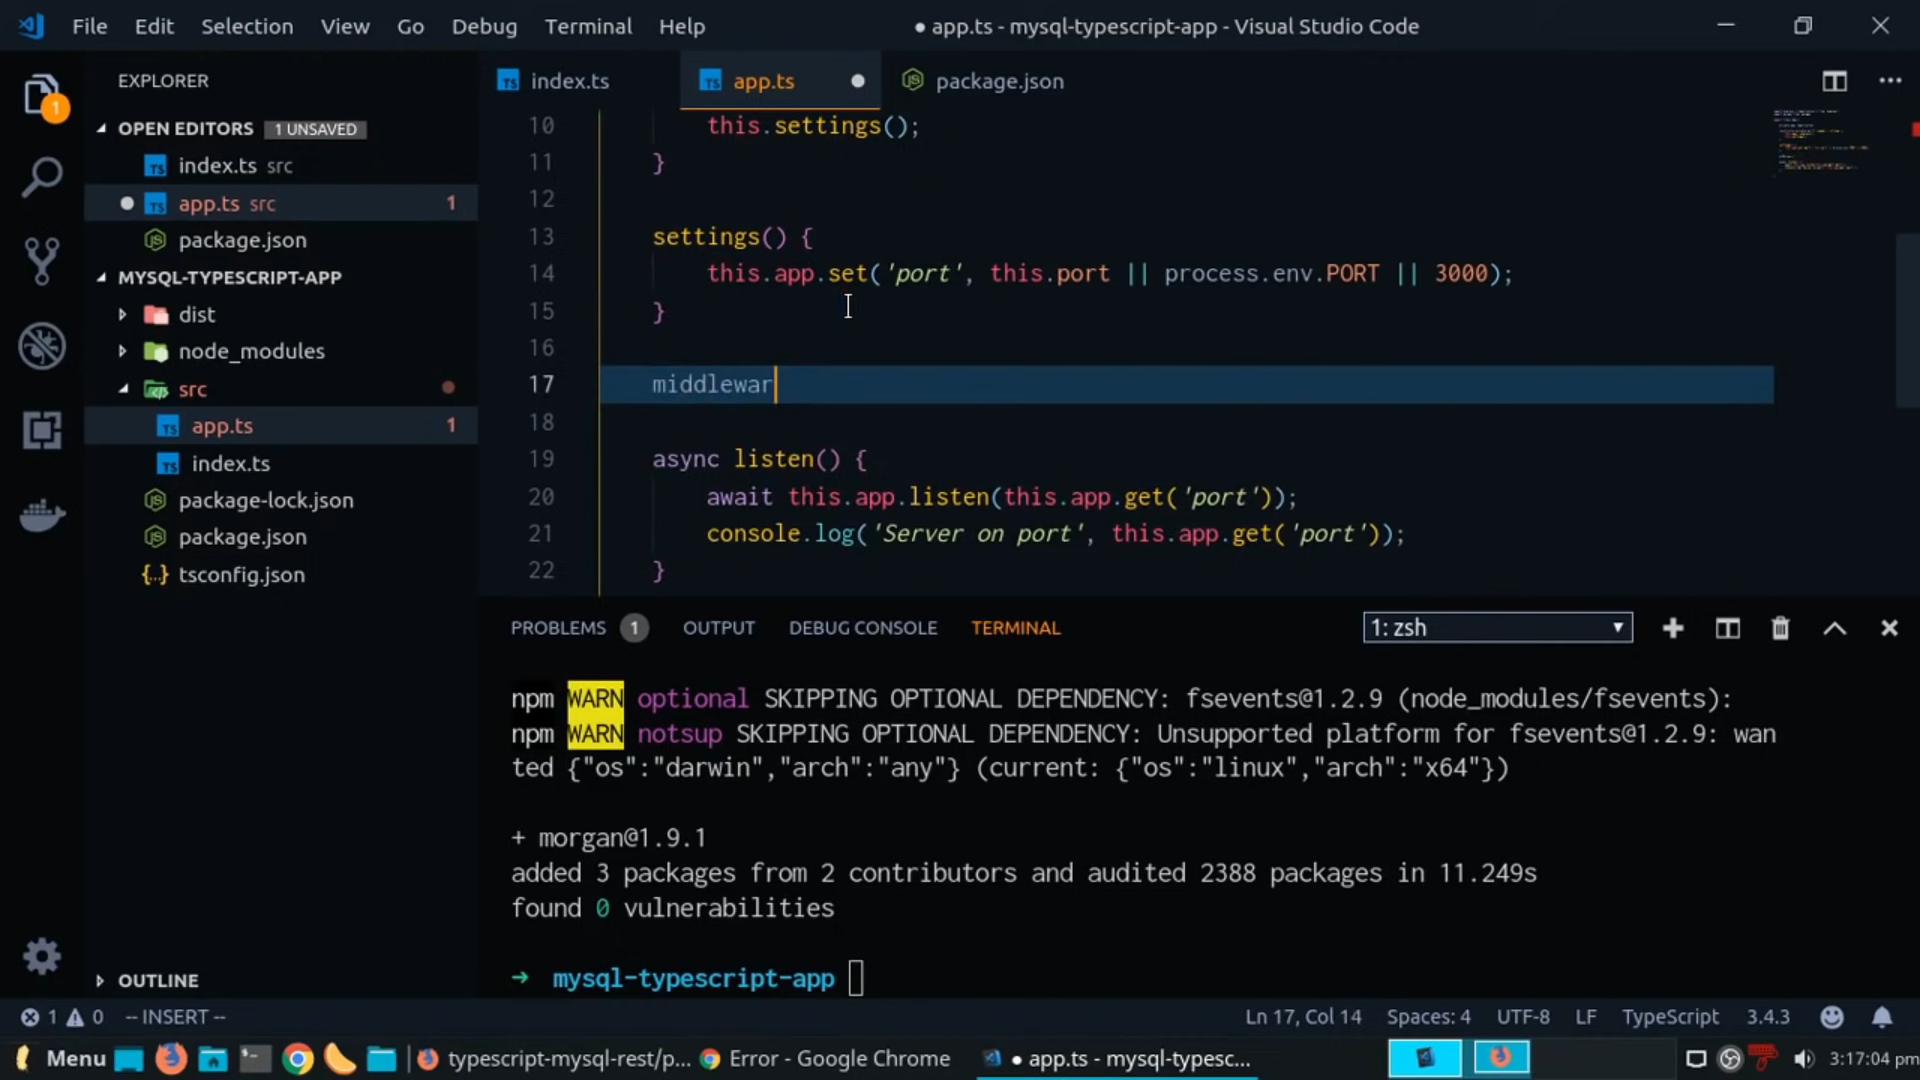 File Edit Selection View Go Debug Terminal Help ● app.ts - mysql-typescript-app - Visual Studio Code
EXPLORER
OPEN EDITORS 1 UNSAVED
index.ts src
app.ts src 1
package.json
MYSQL-TYPESCRIPT-APP
dist
node_modules
src
app.ts 1
index.ts
package-lock.json
package.json
tsconfig.json
OUTLINE
1
index.ts app.ts package.json
10 this.settings();
11 }
12
13 settings() {
14 this.app.set('port', this.port || process.env.PORT || 3000);
15 }
16
17 middlewar
18
19 async listen() {
20 await this.app.listen(this.app.get('port'));
21 console.log('Server on port', this.app.get('port'));
22 }
PROBLEMS 1 OUTPUT DEBUG CONSOLE TERMINAL 1: zsh
npm WARN optional SKIPPING OPTIONAL DEPENDENCY: fsevents@1.2.9 (node_modules/fsevents):
npm WARN notsup SKIPPING OPTIONAL DEPENDENCY: Unsupported platform for fsevents@1.2.9: wan
ted {"os":"darwin","arch":"any"} (current: {"os":"linux","arch":"x64"})
+ morgan@1.9.1
added 3 packages from 2 contributors and audited 2388 packages in 11.249s
found 0 vulnerabilities
→ mysql-typescript-app
1 0 -- INSERT -- Ln 17, Col 14 Spaces: 4 UTF-8 LF TypeScript 3.4.3
Menu typescript-mysql-rest/p... Error - Google Chrome ● app.ts - mysql-typesc... 3:17:04 pm